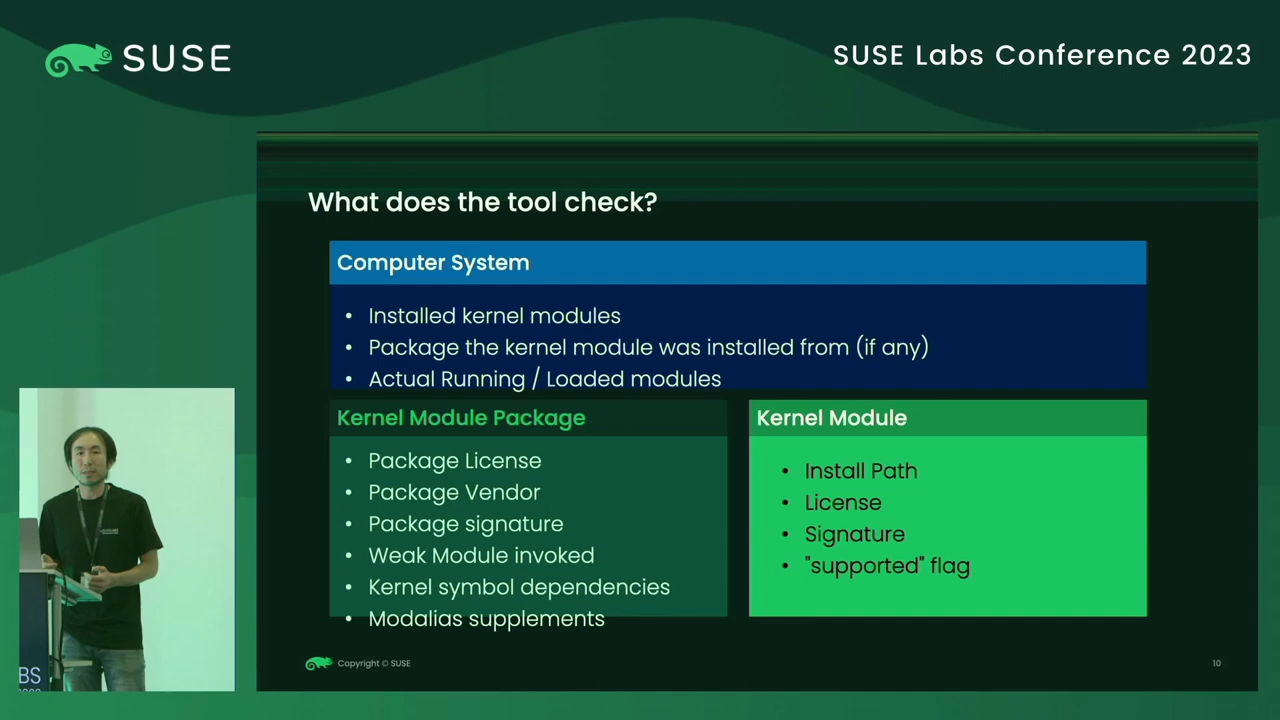 SUSE
SUSE Labs Conference 2023
What does the tool check?
Computer System
• Installed kernel modules
• Package the kernel module was installed from (if any)
• Actual Running / Loaded modules
Kernel Module Package
• Package License
• Package Vendor
• Package signature
• Weak Module invoked
• Kernel symbol dependencies
• Modalias supplements
Kernel Module
• Install Path
• License
• Signature
• "supported" flag
BS
Copyright © SUSE
10